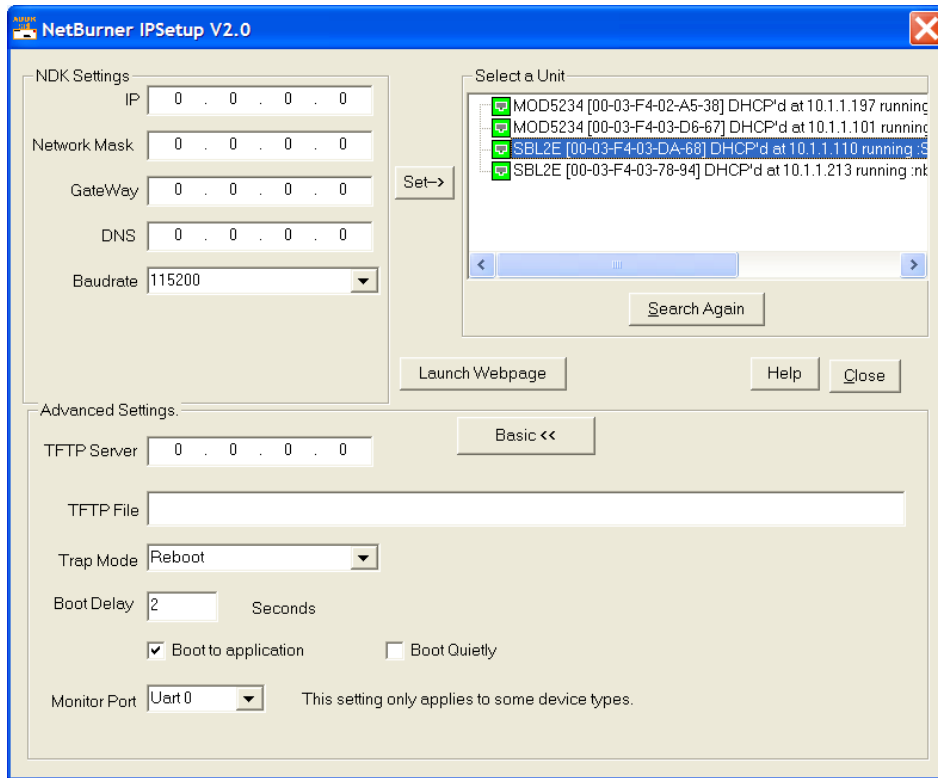 NetBurner IPSetup V2.0
NDK Settings
IP 0 . 0 . 0 . 0
Network Mask 0 . 0 . 0 . 0
GateWay 0 . 0 . 0 . 0
DNS 0 . 0 . 0 . 0
Baudrate 115200
Set->
Select a Unit
MOD5234 [00-03-F4-02-A5-38] DHCP'd at 10.1.1.197 running
MOD5234 [00-03-F4-03-D6-67] DHCP'd at 10.1.1.101 running
SBL2E [00-03-F4-03-DA-68] DHCP'd at 10.1.1.110 running :S
SBL2E [00-03-F4-03-78-94] DHCP'd at 10.1.1.213 running :nb
Search Again
Launch Webpage
Help
Close
Advanced Settings.
Basic <<
TFTP Server 0 . 0 . 0 . 0
TFTP File
Trap Mode Reboot
Boot Delay 2 Seconds
Boot to application
Boot Quietly
Monitor Port Uart 0
This setting only applies to some device types.